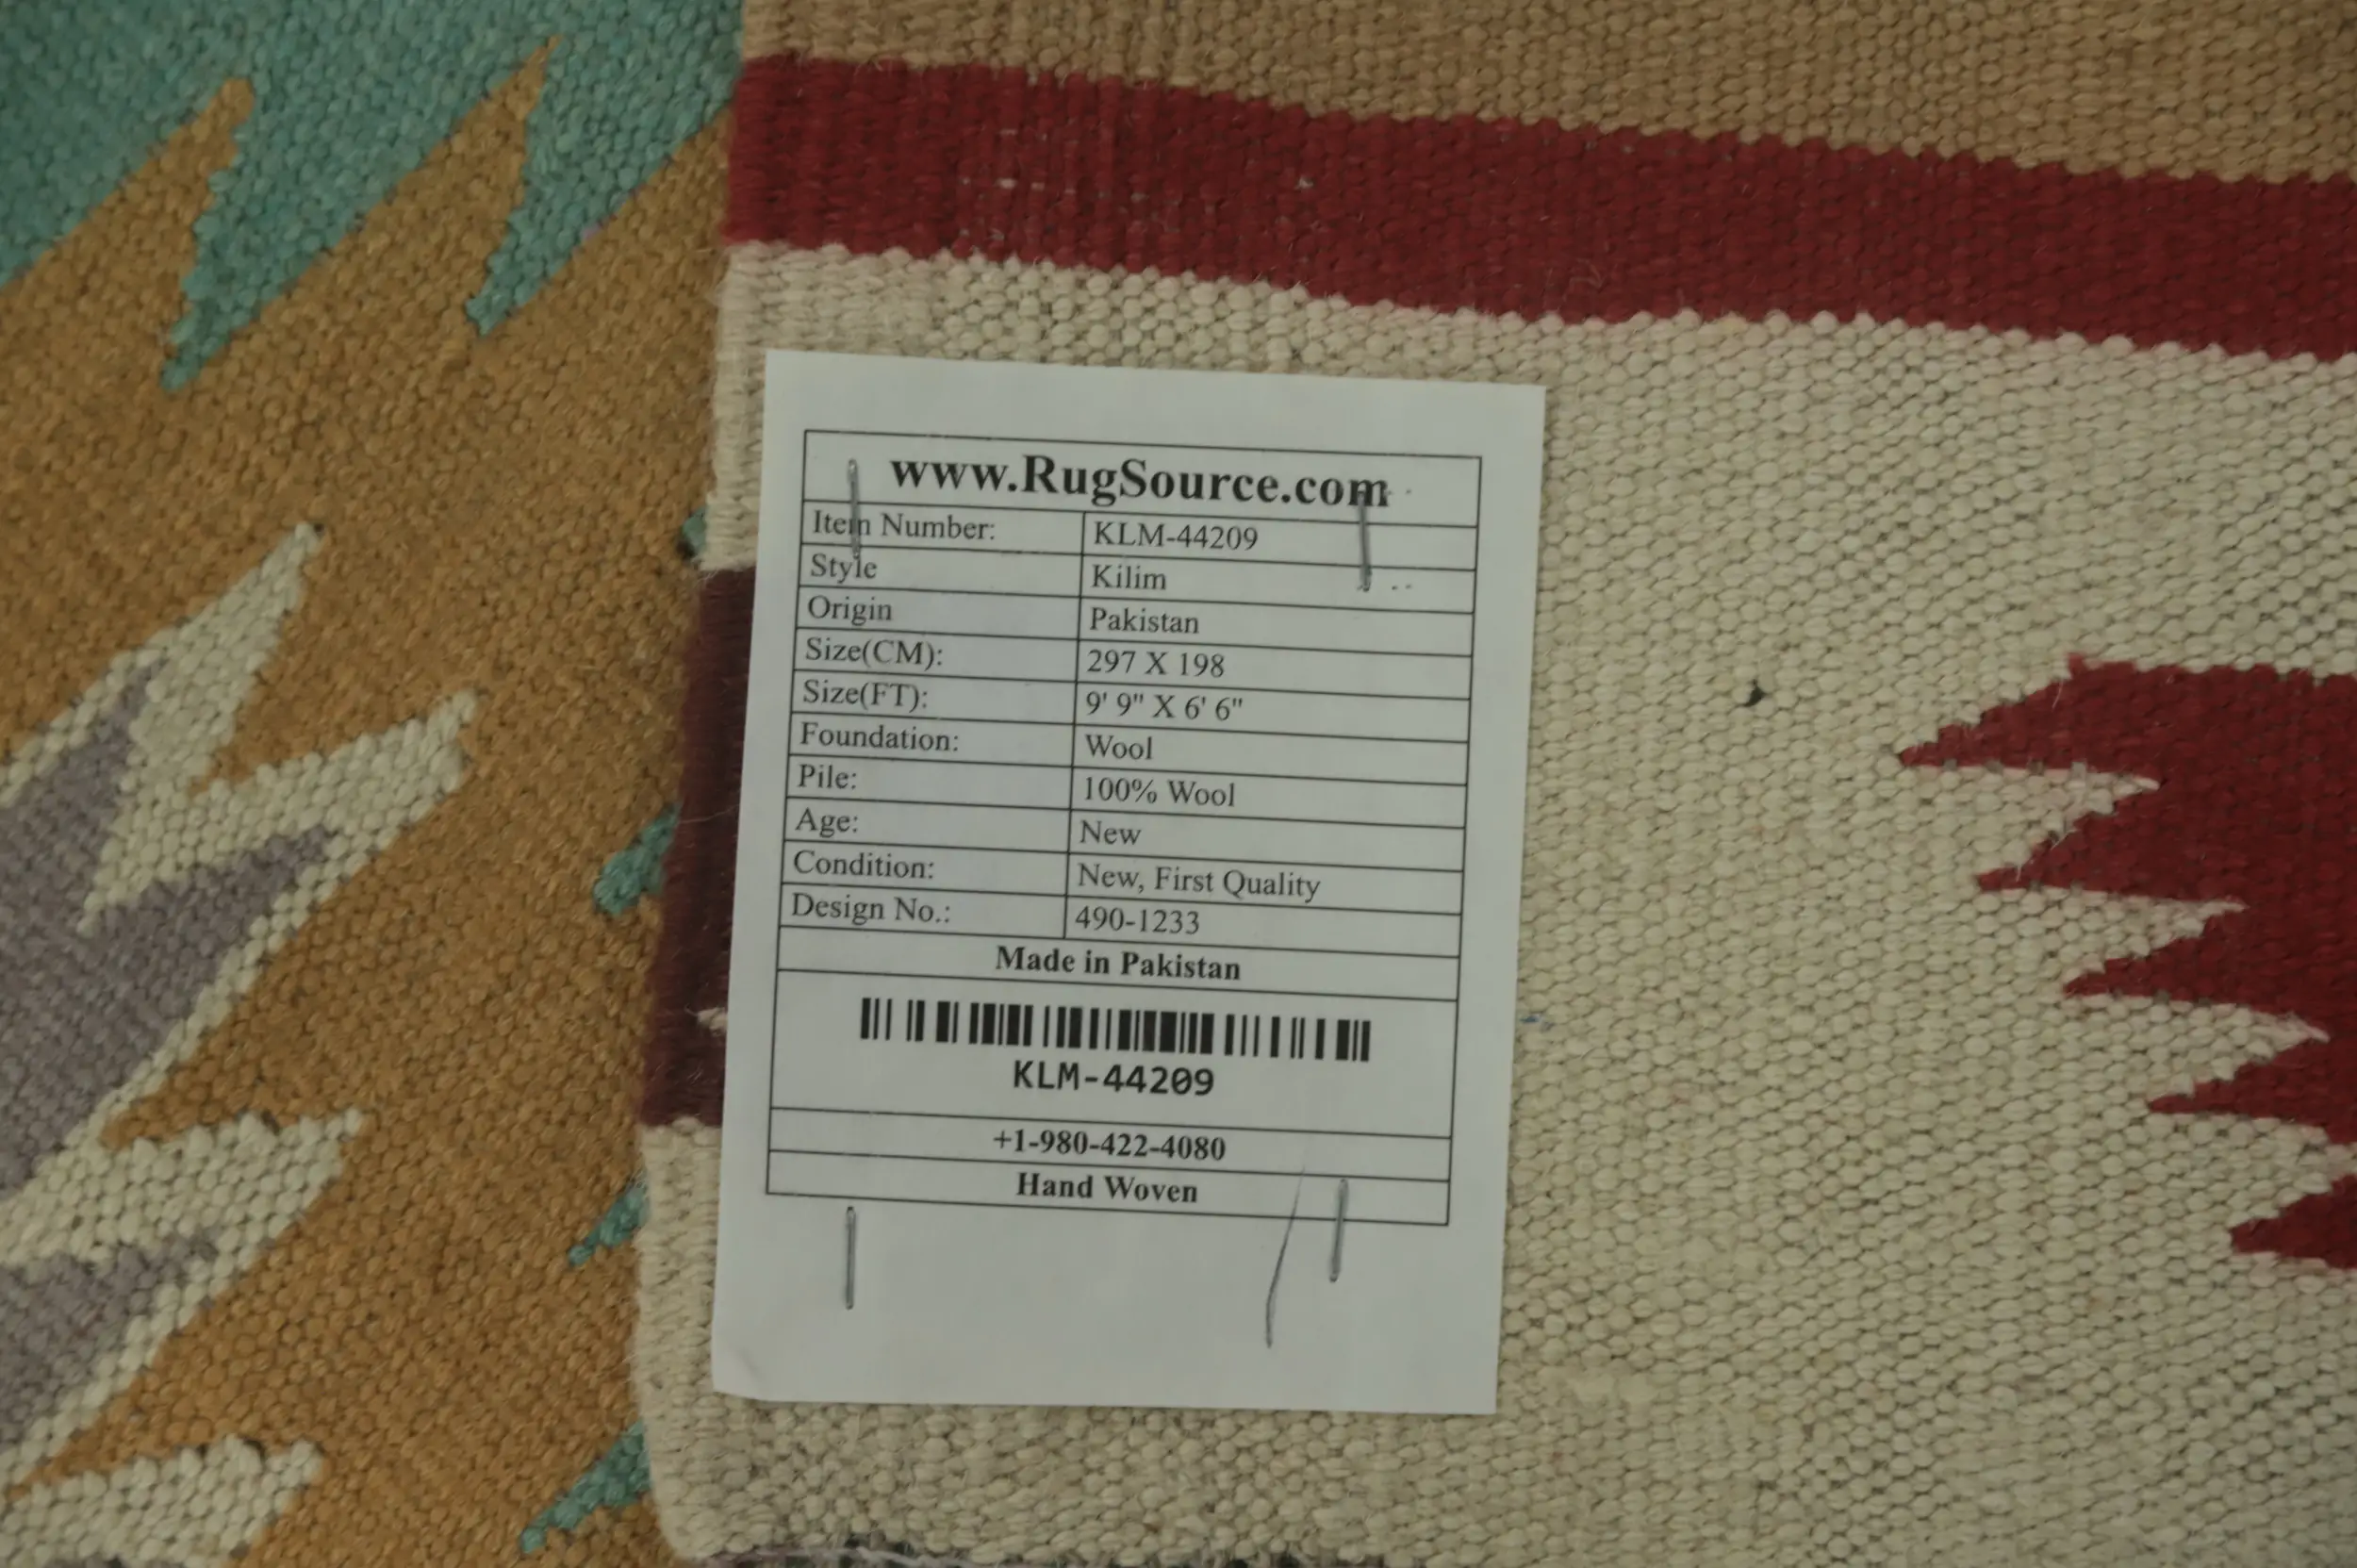 www.RugSource.com
Item Number: KLM-44209
Style Kilim
Origin Pakistan
Size(CM): 297 X 198
Size(FT): 9' 9" X 6' 6"
Foundation: Wool
Pile: 100% Wool
Age: New
Condition: New, First Quality
Design No.: 490-1233
Made in Pakistan
KLM-44209
+1-980-422-4080
Hand Woven